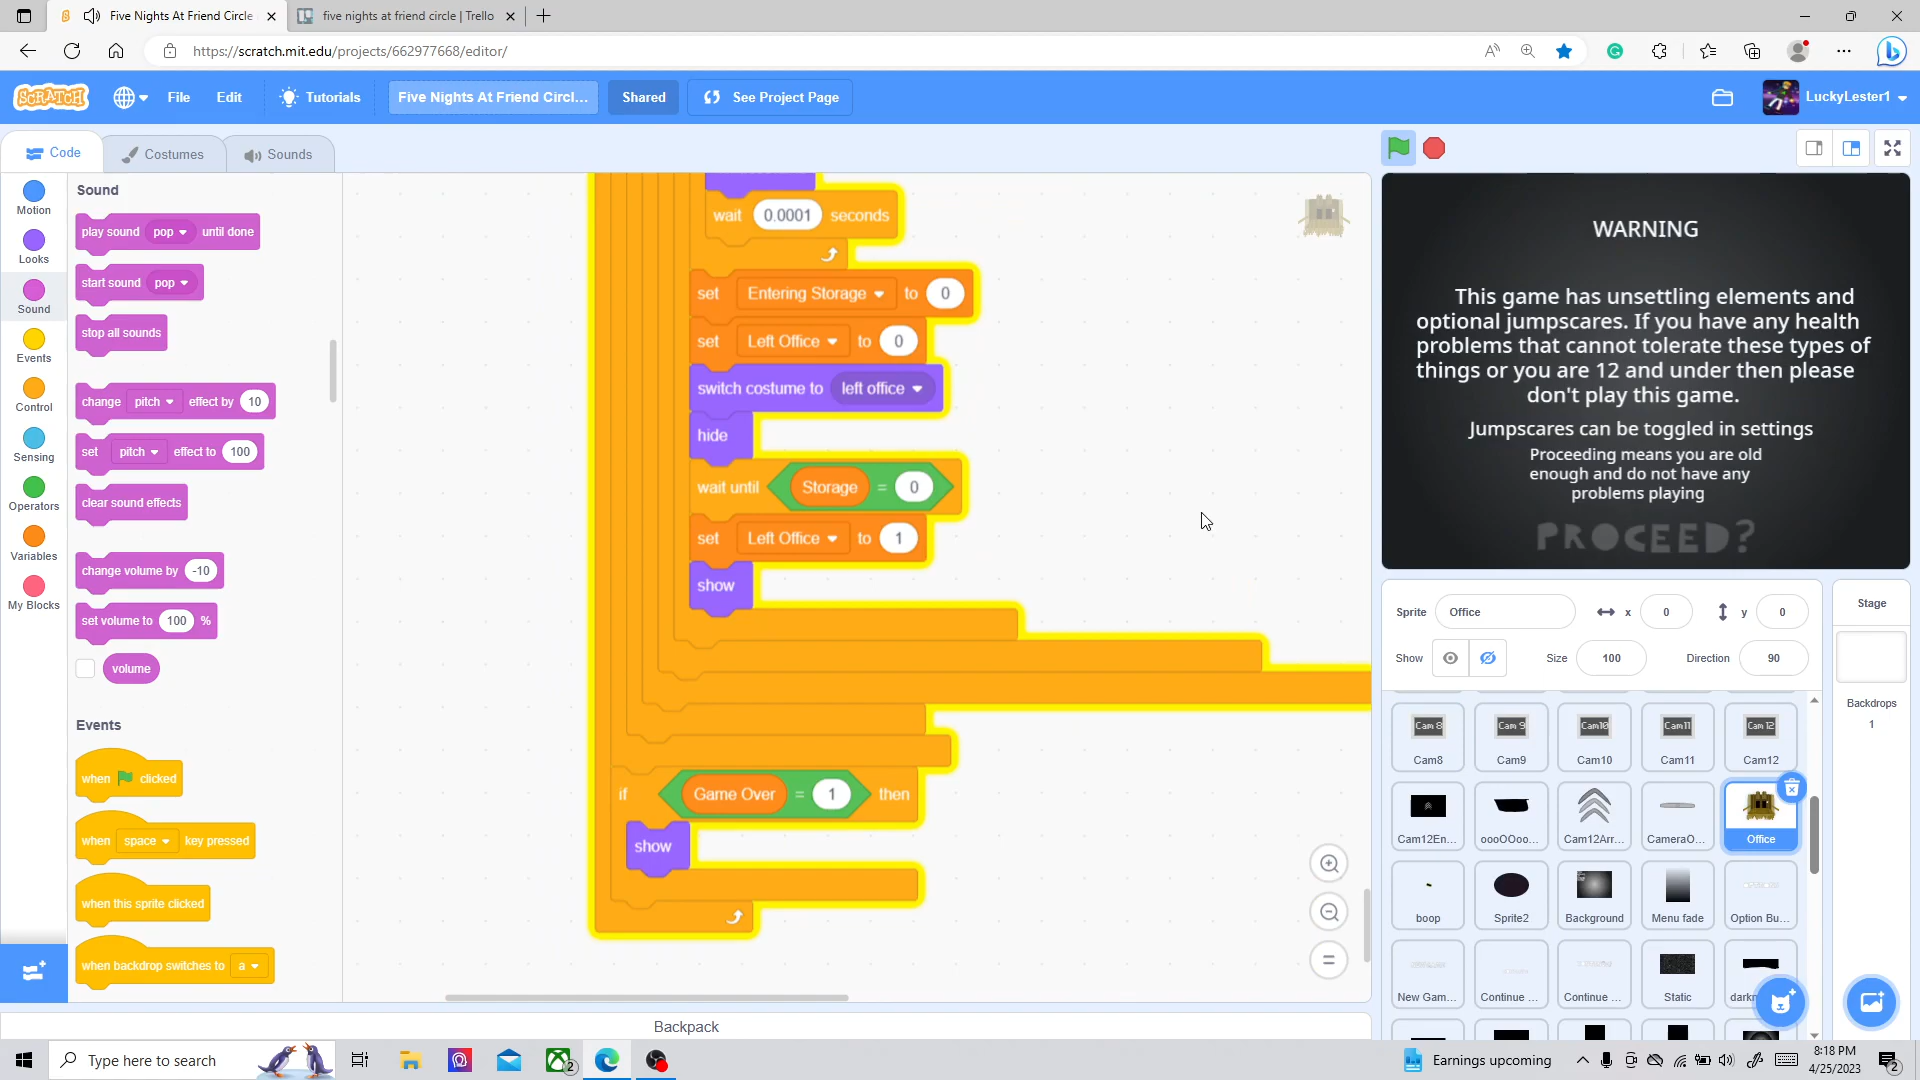 Five Nights At Friend Circle
five nights at friend circle | Trello
https://scratch.mit.edu/projects/662977668/editor/
SCRATCH
File
Edit
Tutorials
Five Nights At Friend Circl...
Shared
See Project Page
LuckyLester1
Code
Costumes
Sounds
Motion
Looks
Sound
Events
Control
Sensing
Operators
Variables
My Blocks
Sound
play sound pop until done
start sound pop
stop all sounds
change pitch effect by 10
set pitch effect to 100
clear sound effects
change volume by -10
set volume to 100 %
volume
Events
when clicked
when space key pressed
when this sprite clicked
when backdrop switches to a
wait 0.0001 seconds
set Entering Storage to 0
set Left Office to 0
switch costume to left office
hide
wait until Storage = 0
set Left Office to 1
show
if Game Over = 1 then
show
WARNING
This game has unsettling elements and
optional jumpscares. If you have any health
problems that cannot tolerate these types of
things or you are 12 and under then please
don't play this game.
Jumpscares can be toggled in settings
Proceeding means you are old
enough and do not have any
problems playing
PROCEED?
Sprite Office x 0 y 0
Show Size 100 Direction 90
Stage
Backdrops
1
Cam 8 Cam 9 Cam10 Cam11 Cam 12
Cam8 Cam9 Cam10 Cam11 Cam12
Cam12En... oooOOoo... Cam12Arr... CameraO... Office
boop Sprite2 Background Menu fade Option Bu...
New Gam... Continue ... Continue ... Static dark
Backpack
Type here to search
2
Earnings upcoming
8:18 PM
4/25/2023
2